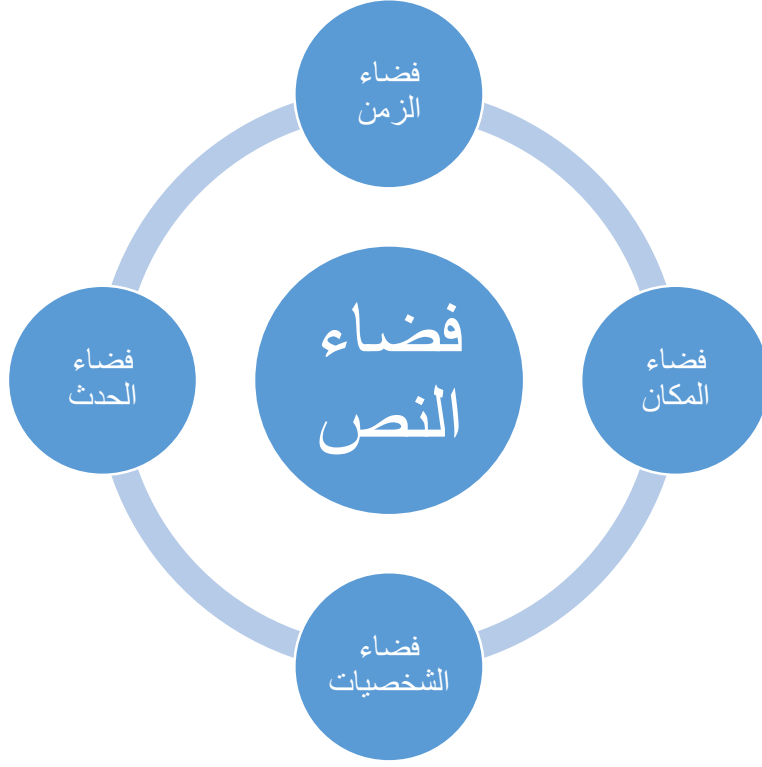 فضاء
الزمن
فضاء
النص
فضاء
المكان
فضاء
الحدث
فضاء
الشخصيات